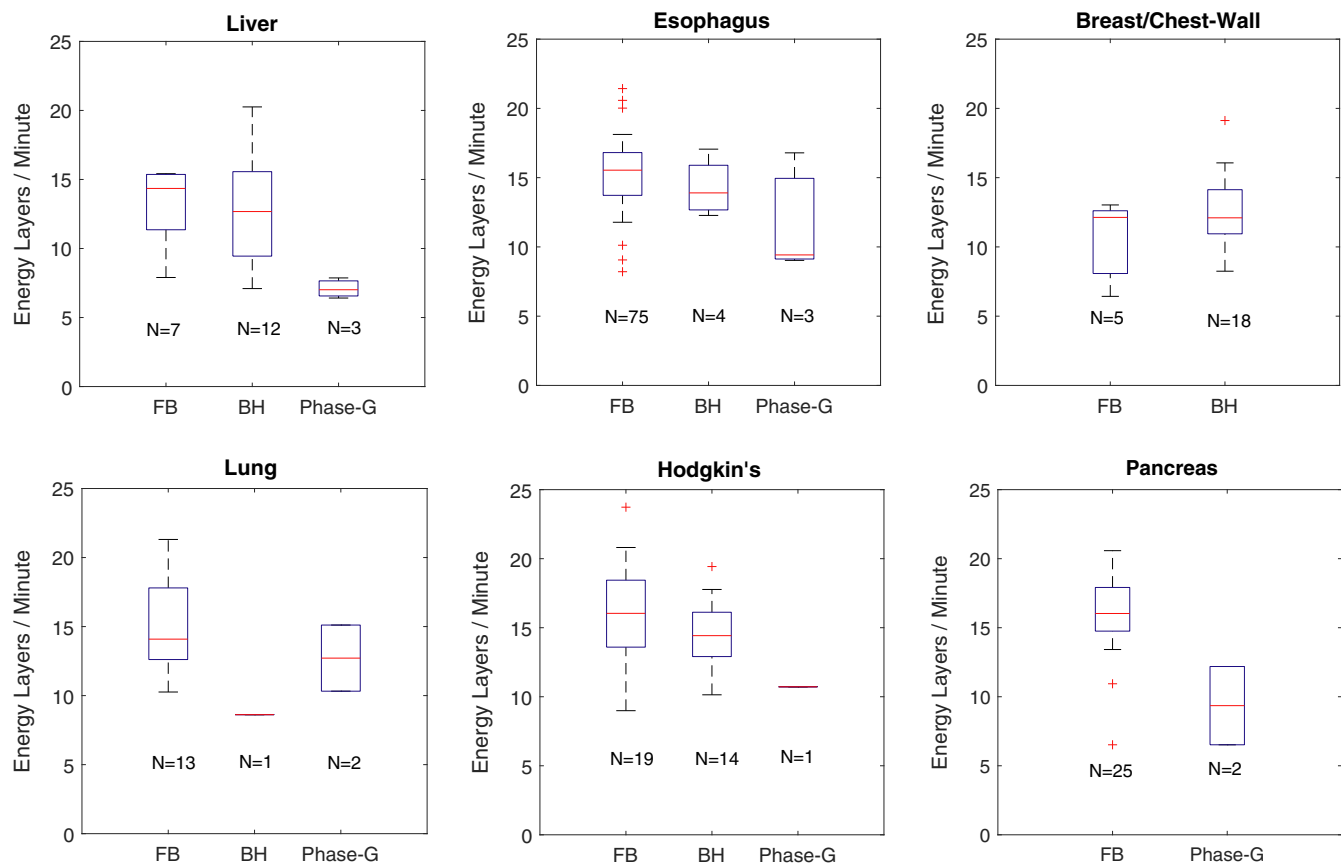 Liver
Energy Layers / Minute
25
20
15
10
5
0
N=7
N=12
N=3
FB
BH
Phase-G
Esophagus
Energy Layers / Minute
25
20
15
10
5
0
N=75
N=4
N=3
FB
BH
Phase-G
Breast/Chest-Wall
Energy Layers / Minute
25
20
15
10
5
0
N=5
N=18
FB
BH
Lung
Energy Layers / Minute
25
20
15
10
5
0
N=13
N=1
N=2
FB
BH
Phase-G
Hodgkin's
Energy Layers / Minute
25
20
15
10
5
0
N=19
N=14
N=1
FB
BH
Phase-G
Pancreas
Energy Layers / Minute
25
20
15
10
5
0
N=25
N=2
FB
Phase-G